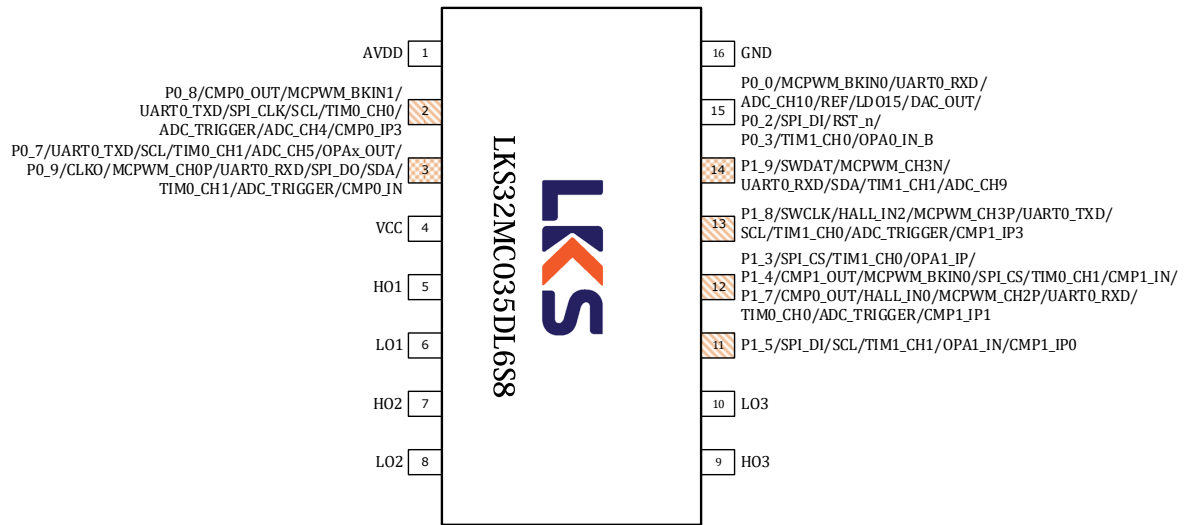 AVDD 1
P0_8/CMP0_OUT/MCPWM_BKIN1/
UART0_TXD/SPI_CLK/SCL/TIM0_CH0/
ADC_TRIGGER/ADC_CH4/CMP0_IP3
2
P0_7/UART0_TXD/SCL/TIM0_CH1/ADC_CH5/OPAx_OUT/
P0_9/CLKO/MCPWM_CH0P/UART0_RXD/SPI_DO/SDA/
TIM0_CH1/ADC_TRIGGER/CMP0_IN
3
VCC 4
HO1 5
LO1 6
HO2 7
LO2 8
LKS32MC035DL6S8
LKS
16 GND
P0_0/MCPWM_BKIN0/UART0_RXD/
ADC_CH10/REF/LDO15/DAC_OUT/
P0_2/SPI_DI/RST_n/
P0_3/TIM1_CH0/OPA0_IN_B
15
P1_9/SWDAT/MCPWM_CH3N/
UART0_RXD/SDA/TIM1_CH1/ADC_CH9
14
P1_8/SWCLK/HALL_IN2/MCPWM_CH3P/UART0_TXD/
SCL/TIM1_CH0/ADC_TRIGGER/CMP1_IP3
13
P1_3/SPI_CS/TIM1_CH0/OPA1_IP/
P1_4/CMP1_OUT/MCPWM_BKIN0/SPI_CS/TIM0_CH1/CMP1_IN/
P1_7/CMP0_OUT/HALL_IN0/MCPWM_CH2P/UART0_RXD/
TIM0_CH0/ADC_TRIGGER/CMP1_IP1
12
11 P1_5/SPI_DI/SCL/TIM1_CH1/OPA1_IN/CMP1_IP0
10 LO3
9 HO3